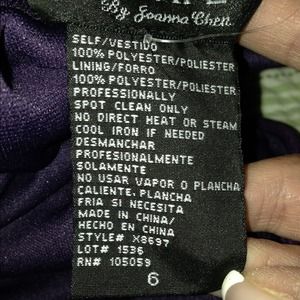 By Joanna Chen
SELF/VESTIDO
100% POLYESTER/POLIESTER
LINING/FORRO
100% POLYESTER/POLIESTER
PROFESSIONALLY
SPOT CLEAN ONLY
NO DIRECT HEAT OR STEAM
COOL IRON IF NEEDED
DESMANCHAR
PROFESIONALMENTE
SOLAMENTE
NO USAR VAPOR O PLANCHA
CALIENTE. PLANCHA
FRIA SI NECESITA
MADE IN CHINA/
HECHO EN CHINA
STYLE# X8697
LOT# 1536
RN# 105059
6